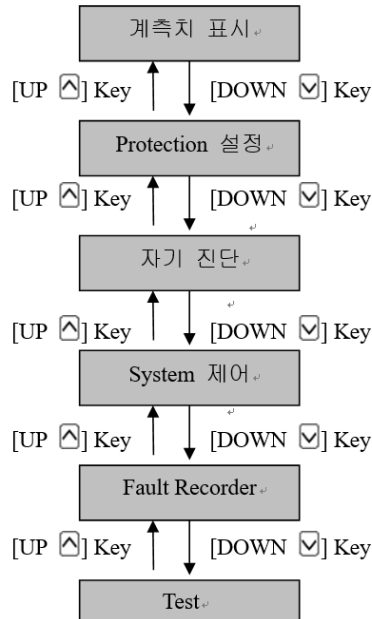 계측치 표시
[UP ] Key [DOWN ] Key
Protection 설정
[UP ] Key [DOWN ] Key
자기 진단
[UP ] Key [DOWN ] Key
System 제어
[UP ] Key [DOWN ] Key
Fault Recorder
[UP ] Key [DOWN ] Key
Test